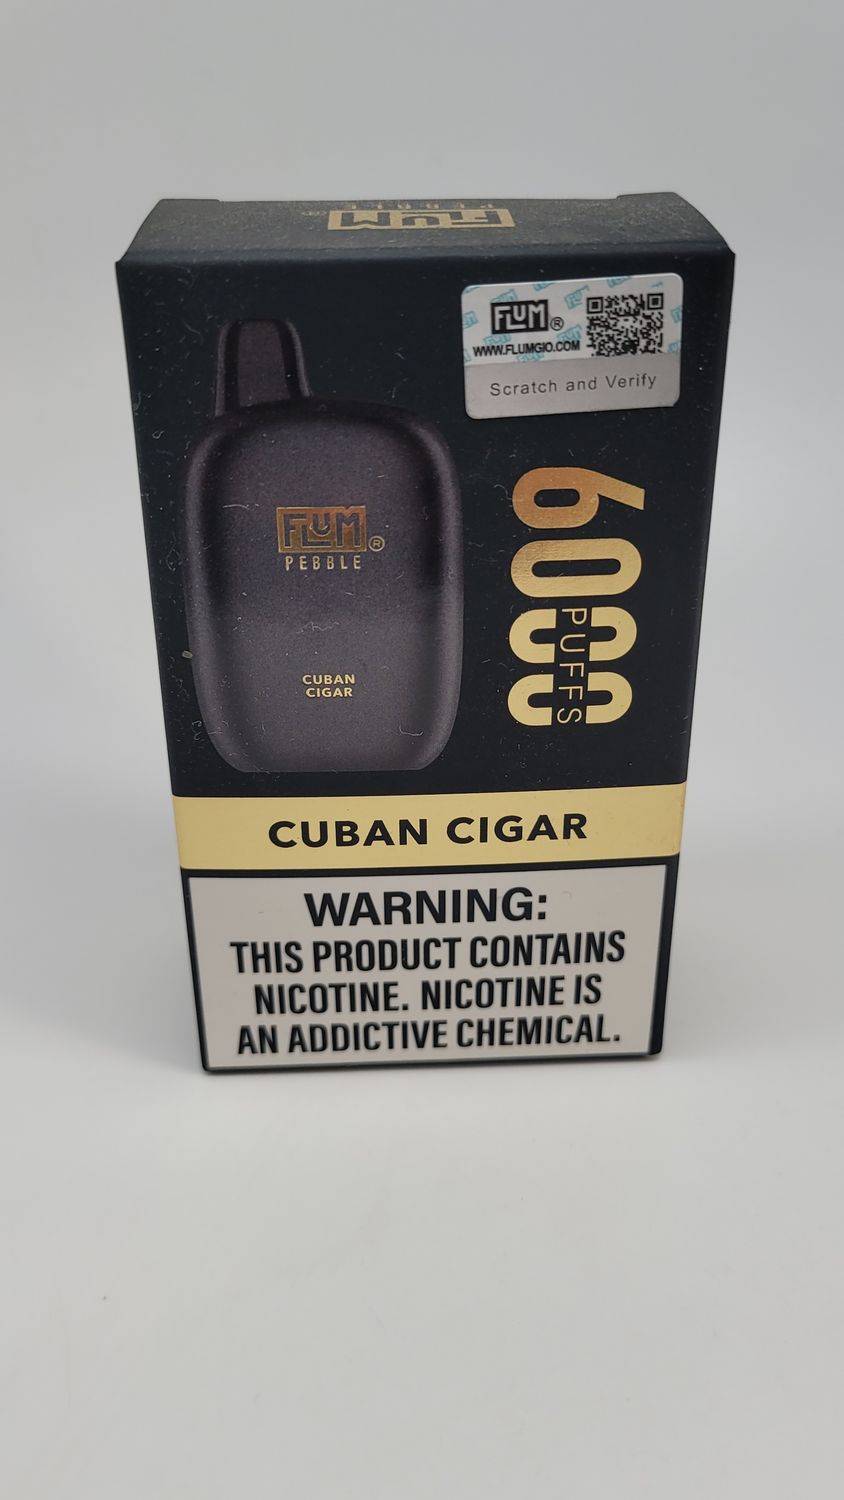 FLUM
PEBBLE
FLUM®
WWW.FLUMGIO.COM
Scratch and Verify
FLUM®
PEBBLE
CUBAN
CIGAR
6000
PUFFS
CUBAN CIGAR
WARNING:
THIS PRODUCT CONTAINS
NICOTINE. NICOTINE IS
AN ADDICTIVE CHEMICAL.